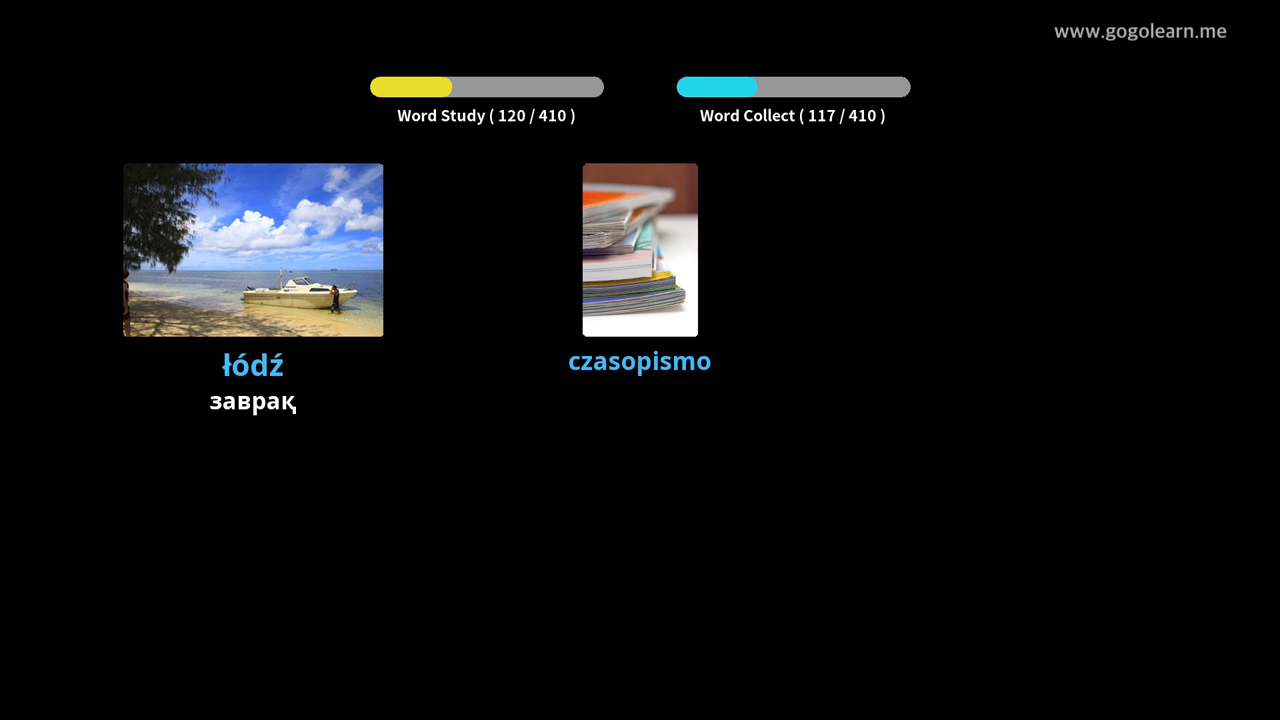 www.gogolearn.me
Word Study ( 120 / 410 )
Word Collect ( 117 / 410 )
łódź
заврақ
czasopismo